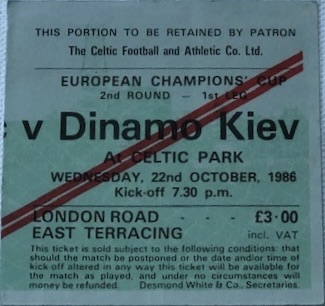 THIS PORTION TO BE RETAINED BY PATRON
The Celtic Football and Athletic Co. Ltd.
EUROPEAN CHAMPIONS' CUP
2ND ROUND — 1st LEG
v Dinamo Kiev
At CELTIC PARK
WEDNESDAY, 22nd OCTOBER, 1986
Kick-off 7.30 p.m.
LONDON ROAD - - - £3·00
EAST TERRACING incl. VAT
This ticket is sold subject to the following conditions: that
should the match be postponed or the date and/or time of
kick-off altered in any way this ticket will be available for
the match as played, and under no circumstances will
money be refunded. Desmond White & Co., Secretaries.